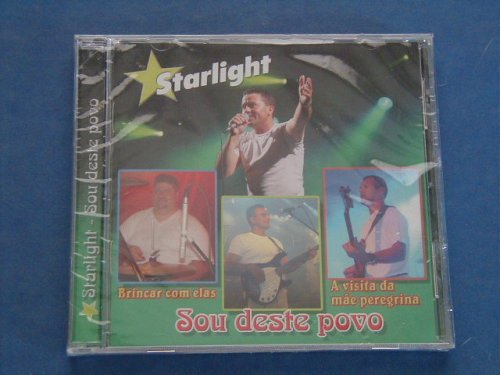 Starlight
Starlight - Sou deste povo
Brincar com elas
A visita da
mãe peregrina
Sou deste povo